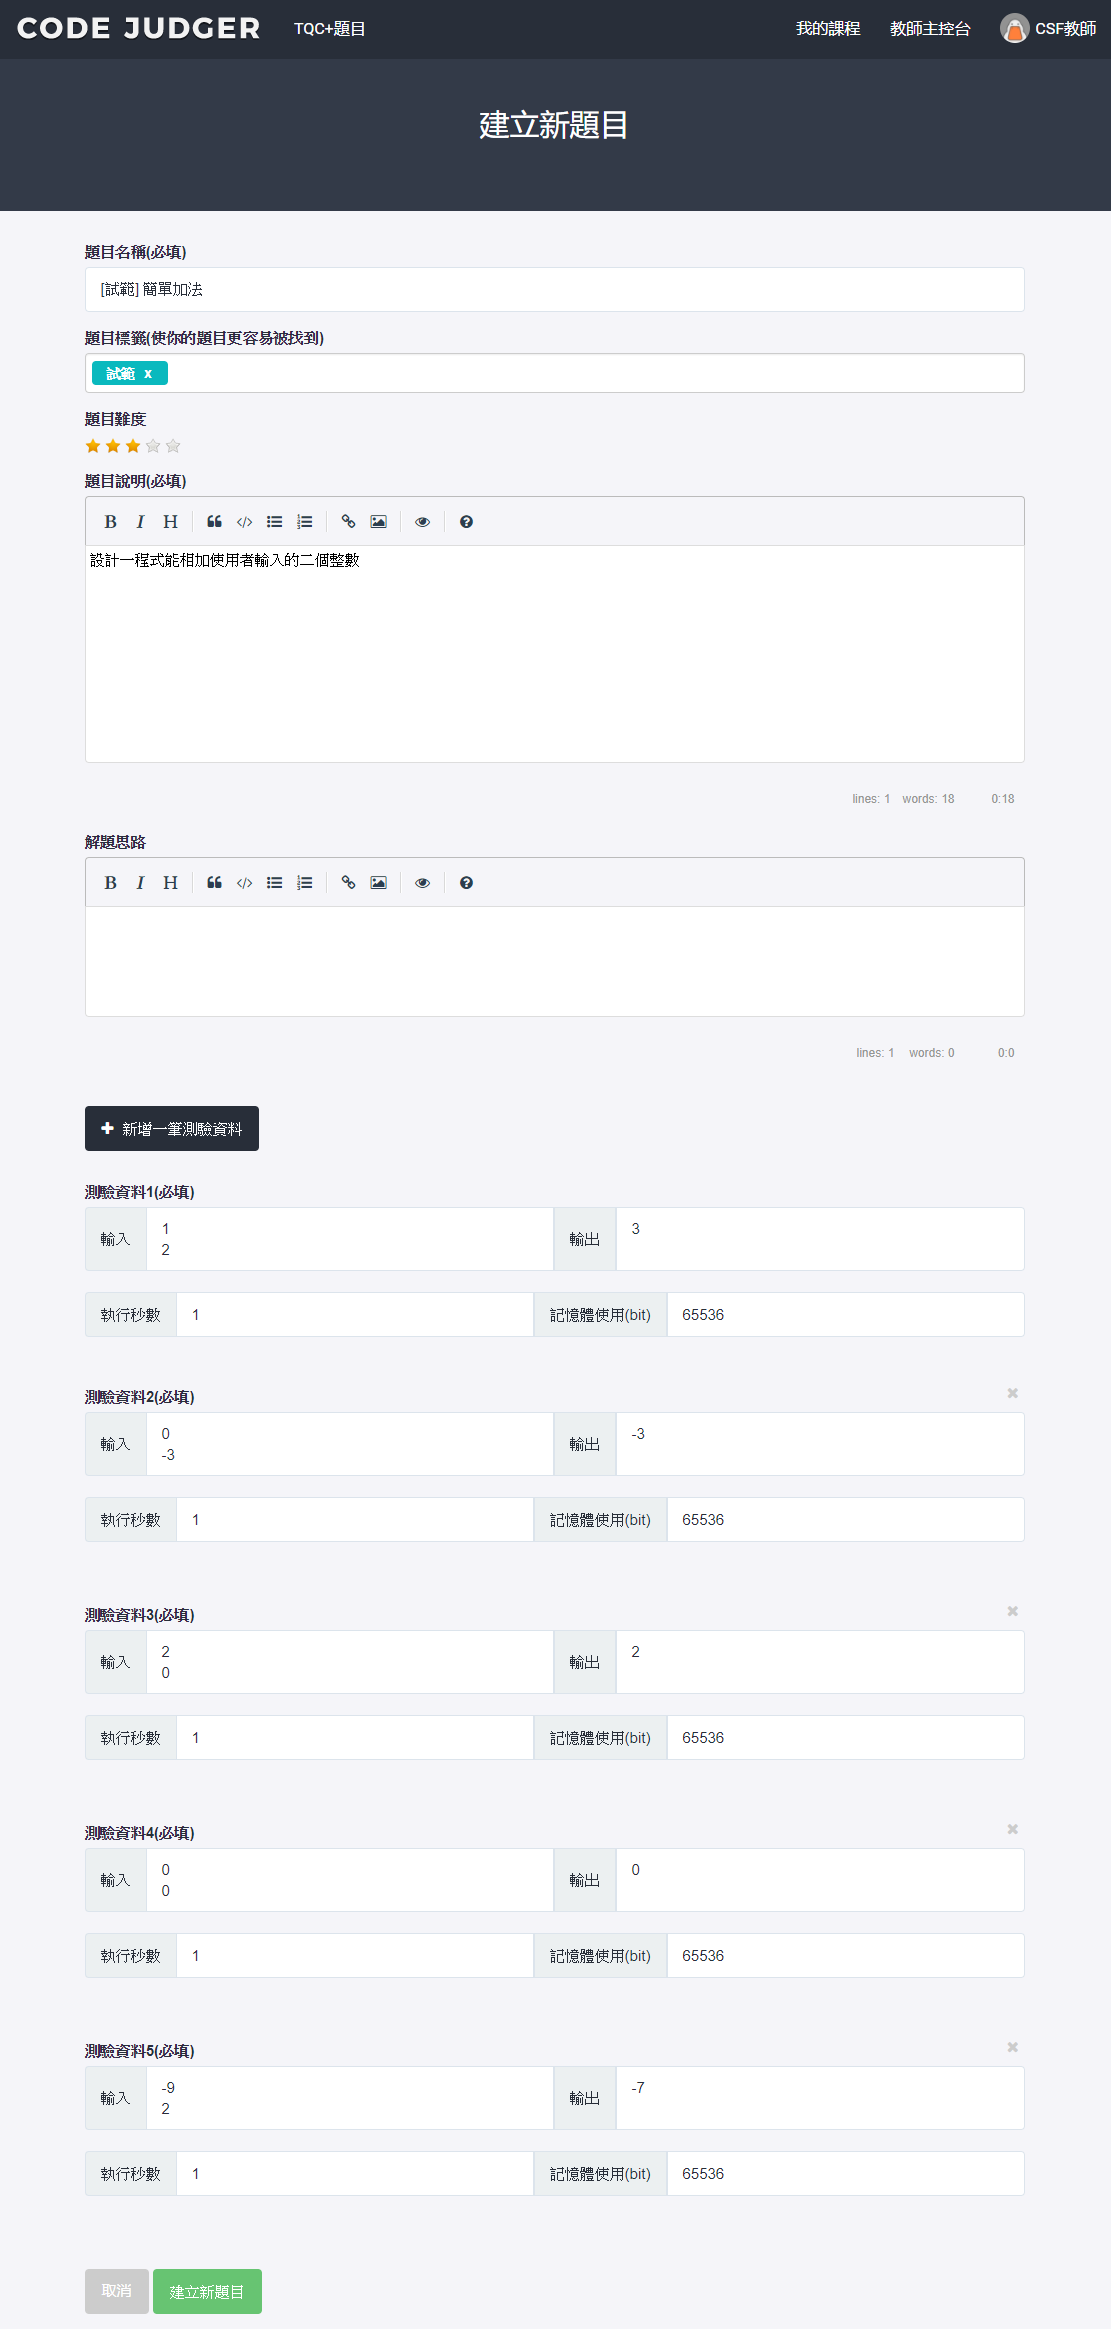 CODE JUDGER TQC+題目 我的課程 教師主控台 CSF教師
建立新題目
題目名稱(必填)
[試範] 簡單加法
題目標籤(使你的題目更容易被找到)
試範 x
題目難度
題目說明(必填)
B I H
設計一程式能相加使用者輸入的二個整數
lines: 1 words: 18 0:18
解題思路
B I H
lines: 1 words: 0 0:0
新增一筆測驗資料
測驗資料1(必填)
輸入
1
2
輸出
3
執行秒數 1 記憶體使用(bit) 65536
測驗資料2(必填)
輸入
0
-3
輸出
-3
執行秒數 1 記憶體使用(bit) 65536
測驗資料3(必填)
輸入
2
0
輸出
2
執行秒數 1 記憶體使用(bit) 65536
測驗資料4(必填)
輸入
0
0
輸出
0
執行秒數 1 記憶體使用(bit) 65536
測驗資料5(必填)
輸入
-9
2
輸出
-7
執行秒數 1 記憶體使用(bit) 65536
取消 建立新題目